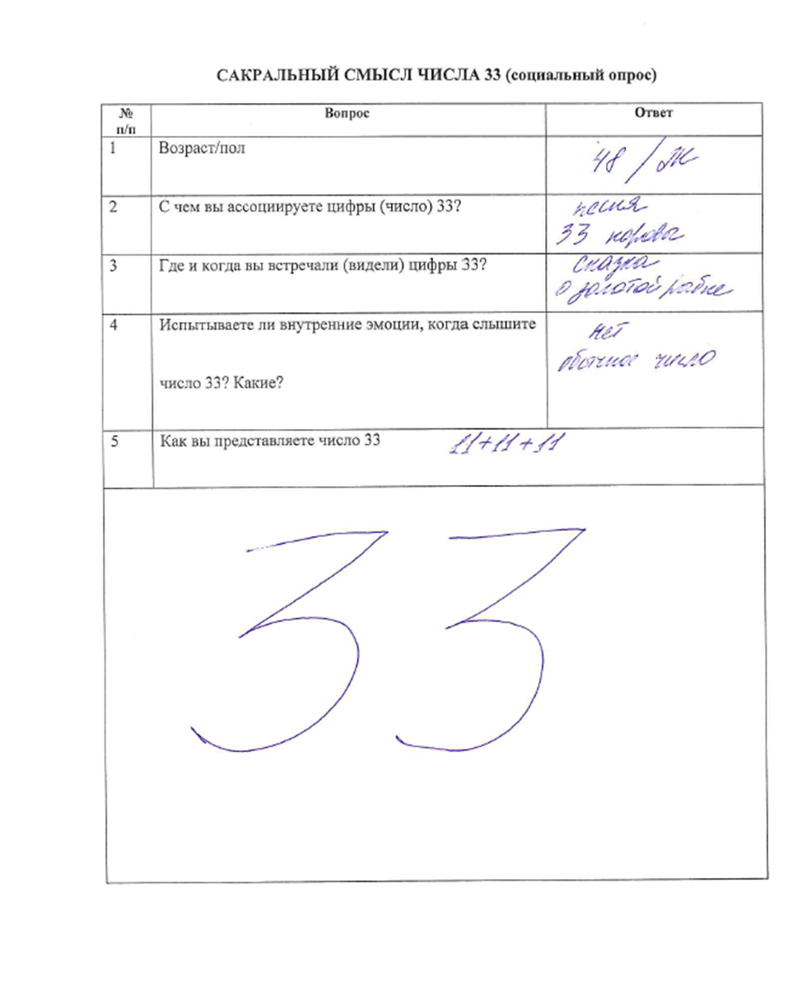 САКРАЛЬНЫЙ СМЫСЛ ЧИСЛА 33 (социальный опрос)
№ п/п Вопрос Ответ
1 Возраст/пол 48 / Ж
2 С чем вы ассоциируете цифры (число) 33? песня
33 коровы
3 Где и когда вы встречали (видели) цифры 33? сказка
о золотой рыбке
4 Испытываете ли внутренние эмоции, когда слышите нет
обычное число
число 33? Какие?
5 Как вы представляете число 33 11+11+11
33